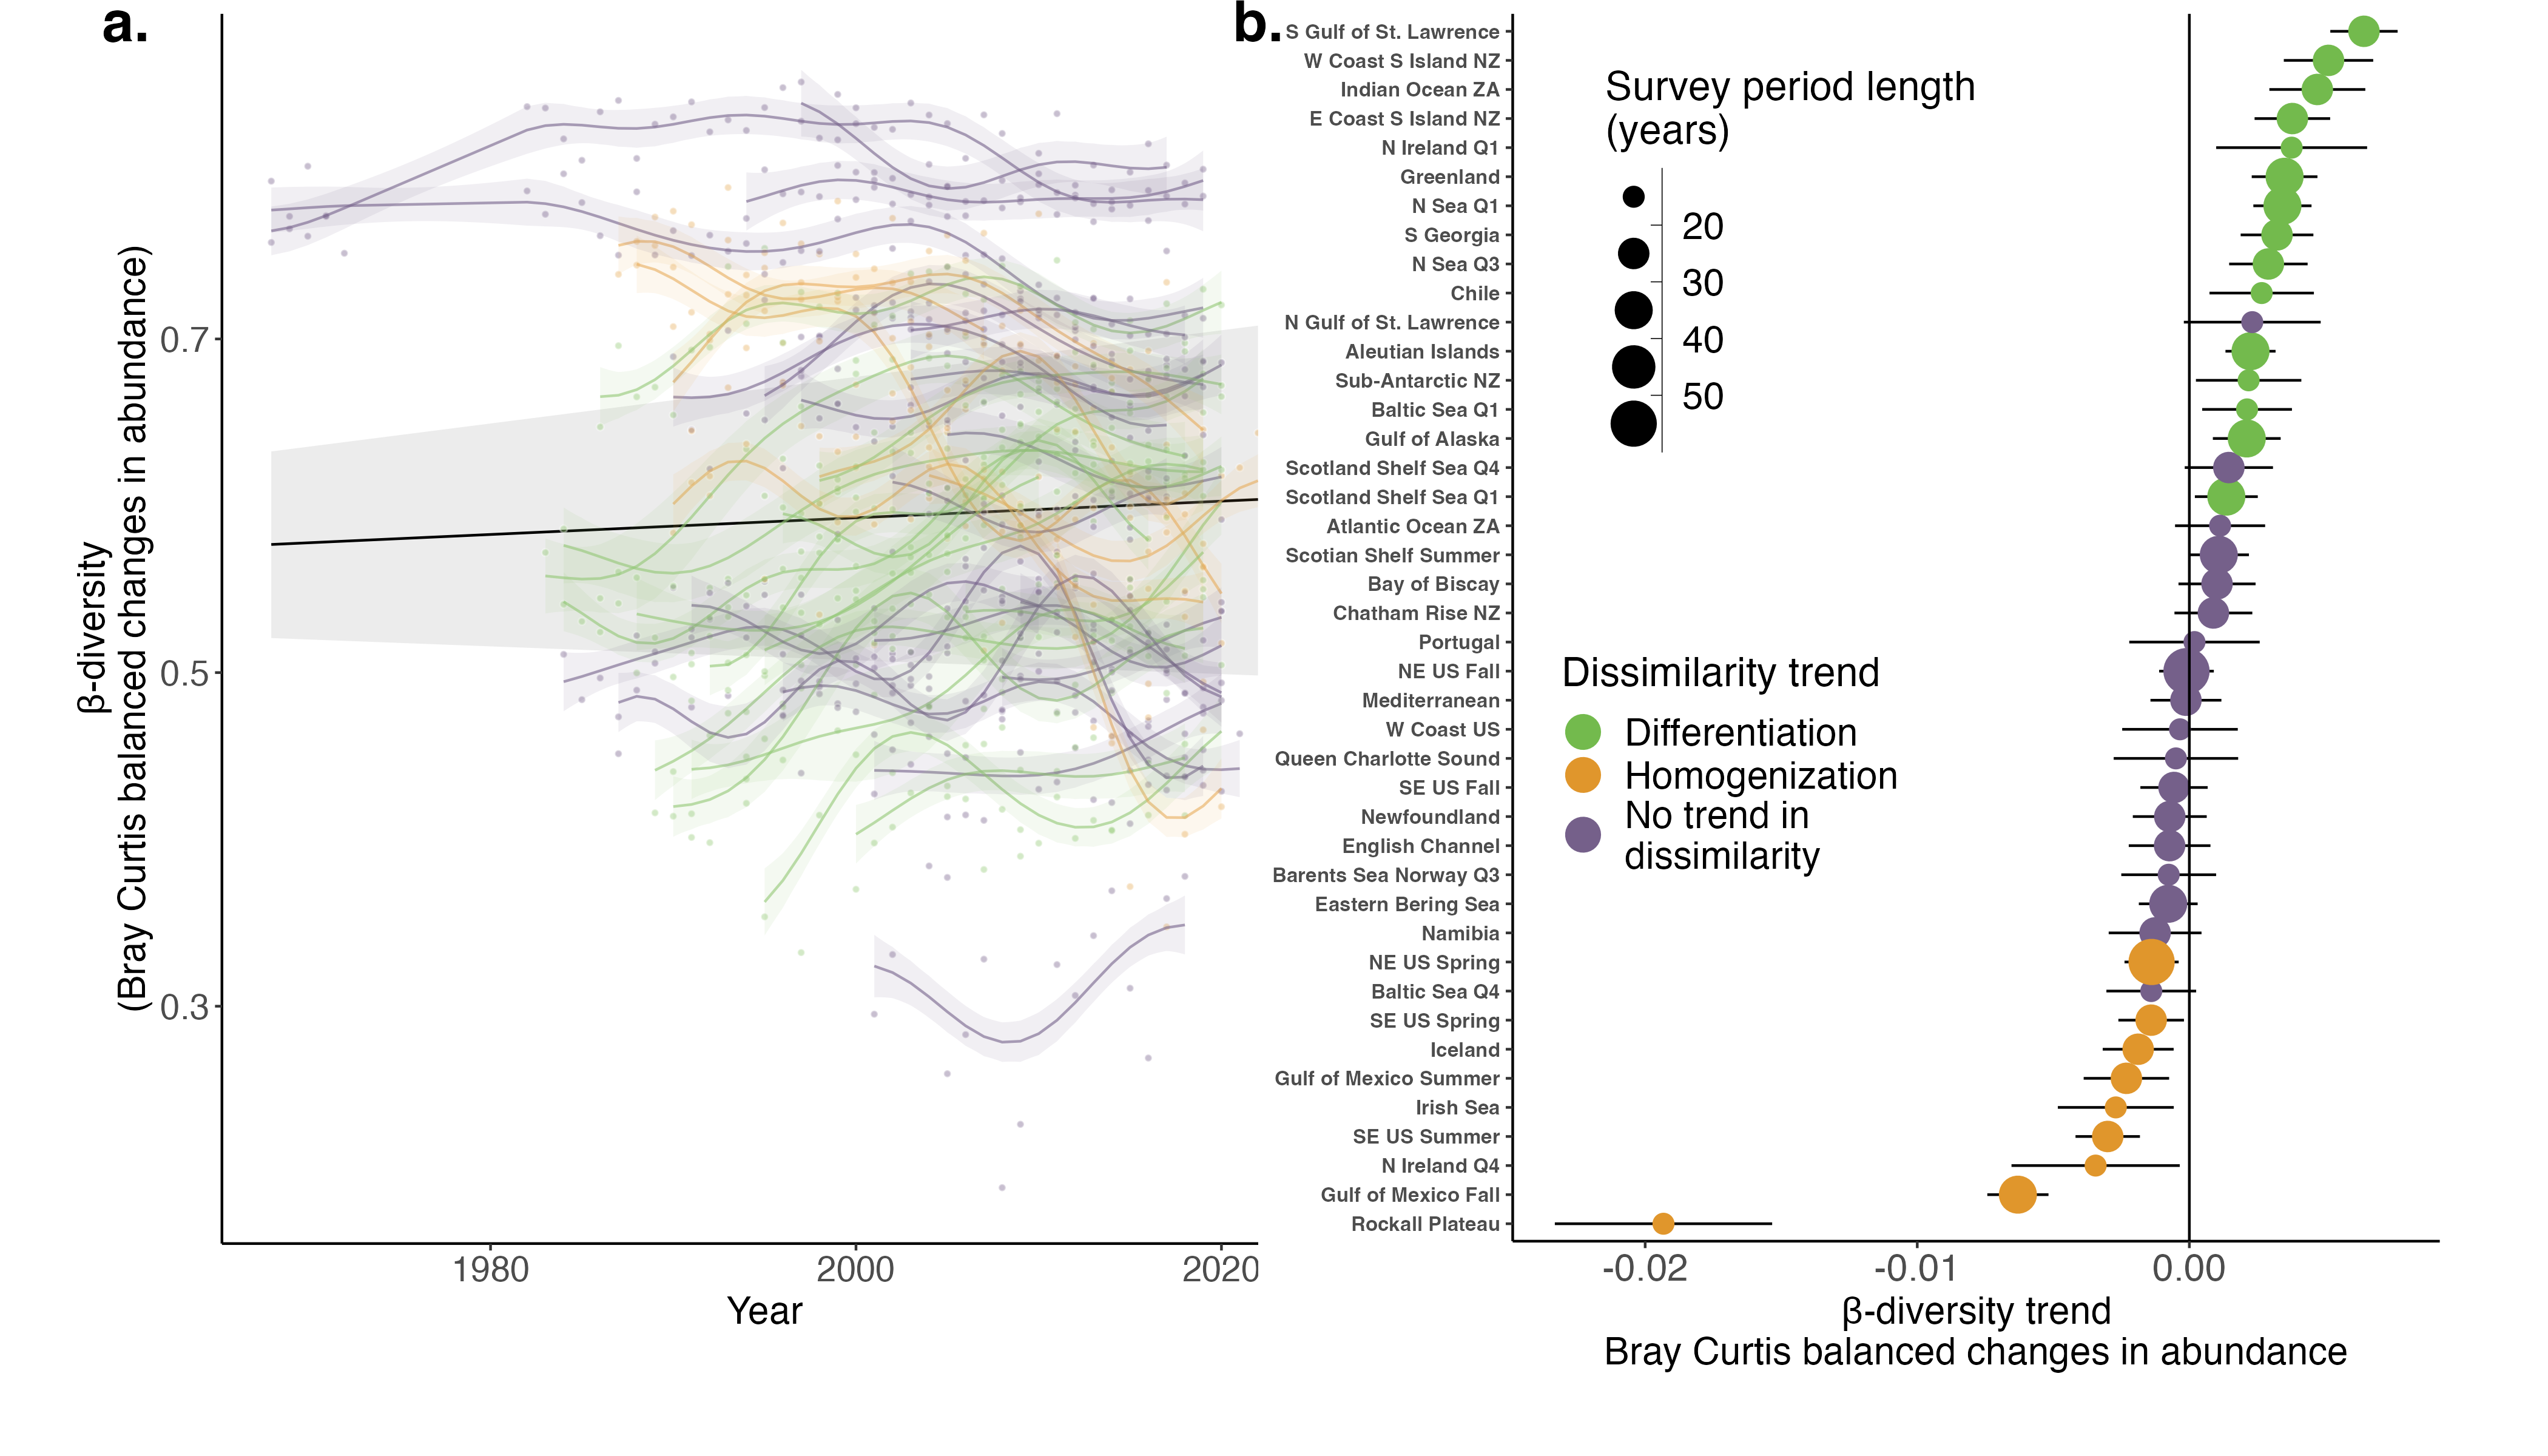 a.
β-diversity
(Bray Curtis balanced changes in abundance)
0.7
0.5
0.3
1980
2000
2020
Year
b.
S Gulf of St. Lawrence
W Coast S Island NZ
Indian Ocean ZA
E Coast S Island NZ
N Ireland Q1
Greenland
N Sea Q1
S Georgia
N Sea Q3
Chile
N Gulf of St. Lawrence
Aleutian Islands
Sub-Antarctic NZ
Baltic Sea Q1
Gulf of Alaska
Scotland Shelf Sea Q4
Scotland Shelf Sea Q1
Atlantic Ocean ZA
Scotian Shelf Summer
Bay of Biscay
Chatham Rise NZ
Portugal
NE US Fall
Mediterranean
W Coast US
Queen Charlotte Sound
SE US Fall
Newfoundland
English Channel
Barents Sea Norway Q3
Eastern Bering Sea
Namibia
NE US Spring
Baltic Sea Q4
SE US Spring
Iceland
Gulf of Mexico Summer
Irish Sea
SE US Summer
N Ireland Q4
Gulf of Mexico Fall
Rockall Plateau
Survey period length
(years)
20
30
40
50
Dissimilarity trend
Differentiation
Homogenization
No trend in
dissimilarity
-0.02
-0.01
0.00
β-diversity trend
Bray Curtis balanced changes in abundance